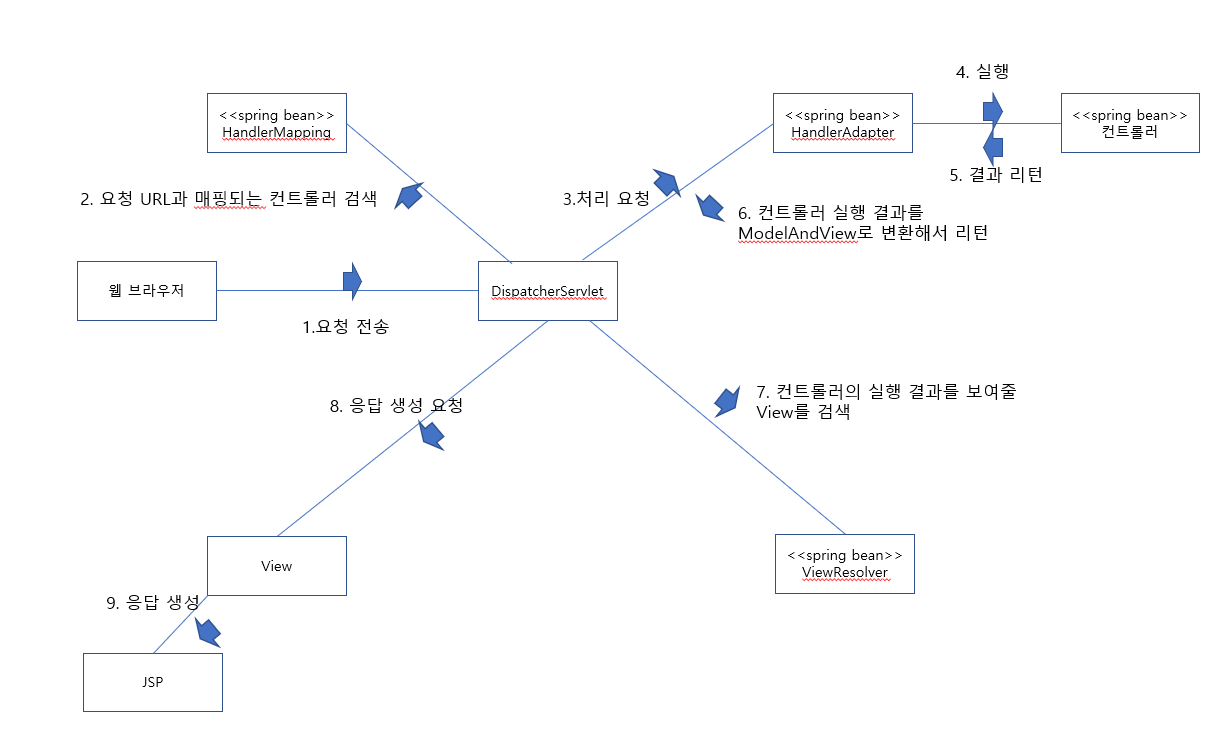 4. 실행
<<spring bean>>
HandlerMapping
<<spring bean>>
HandlerAdapter
<<spring bean>>
컨트롤러
5. 결과 리턴
2. 요청 URL과 매핑되는 컨트롤러 검색
3.처리 요청
6. 컨트롤러 실행 결과를
ModelAndView로 변환해서 리턴
웹 브라우저
DispatcherServlet
1.요청 전송
8. 응답 생성 요청
7. 컨트롤러의 실행 결과를 보여줄
View를 검색
View
<<spring bean>>
ViewResolver
9. 응답 생성
JSP